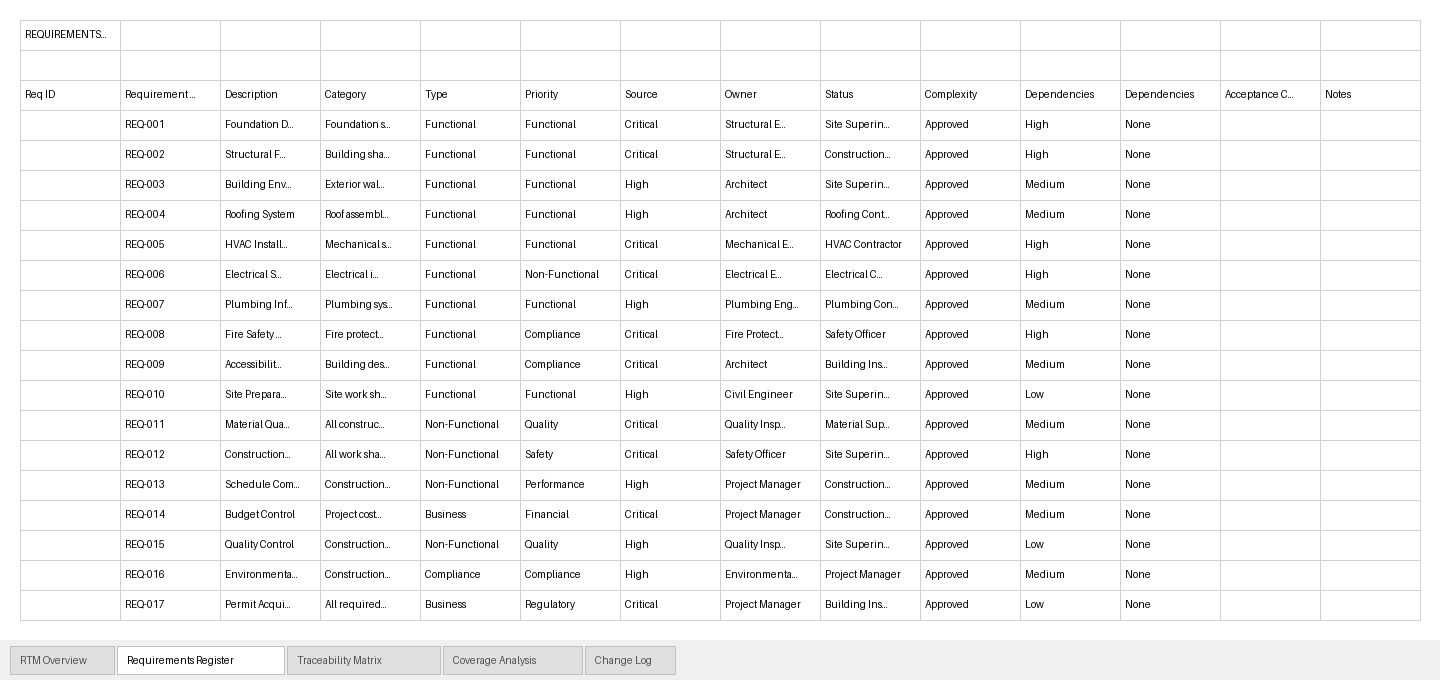 REQUIREMENTS...
Req ID Requirement... Description Category Type Priority Source Owner Status Complexity Dependencies Dependencies Acceptance C... Notes
REQ-001 Foundation D... Foundation s... Functional Functional Critical Structural E... Site Superin... Approved High None
REQ-002 Structural F... Building sha... Functional Functional Critical Structural E... Construction... Approved High None
REQ-003 Building Env... Exterior wal... Functional Functional High Architect Site Superin... Approved Medium None
REQ-004 Roofing System Roof assembl... Functional Functional High Architect Roofing Cont... Approved Medium None
REQ-005 HVAC Install... Mechanical s... Functional Functional Critical Mechanical E... HVAC Contractor Approved High None
REQ-006 Electrical S... Electrical i... Functional Non-Functional Critical Electrical E... Electrical C... Approved High None
REQ-007 Plumbing Inf... Plumbing sys... Functional Functional High Plumbing Eng... Plumbing Con... Approved Medium None
REQ-008 Fire Safety... Fire protect... Functional Compliance Critical Fire Protect... Safety Officer Approved High None
REQ-009 Accessibilit... Building des... Functional Compliance Critical Architect Building Ins... Approved Medium None
REQ-010 Site Prepara... Site work sh... Functional Functional High Civil Engineer Site Superin... Approved Low None
REQ-011 Material Qua... All construc... Non-Functional Quality Critical Quality Insp... Material Sup... Approved Medium None
REQ-012 Construction... All work sha... Non-Functional Safety Critical Safety Officer Site Superin... Approved High None
REQ-013 Schedule Com... Construction... Non-Functional Performance High Project Manager Construction... Approved Medium None
REQ-014 Budget Control Project cost... Business Financial Critical Project Manager Construction... Approved Medium None
REQ-015 Quality Control Construction... Non-Functional Quality High Quality Insp... Site Superin... Approved Low None
REQ-016 Environmenta... Construction... Compliance Compliance High Environmenta... Project Manager Approved Medium None
REQ-017 Permit Acqui... All required... Business Regulatory Critical Project Manager Building Ins... Approved Low None
RTM Overview Requirements Register Traceability Matrix Coverage Analysis Change Log